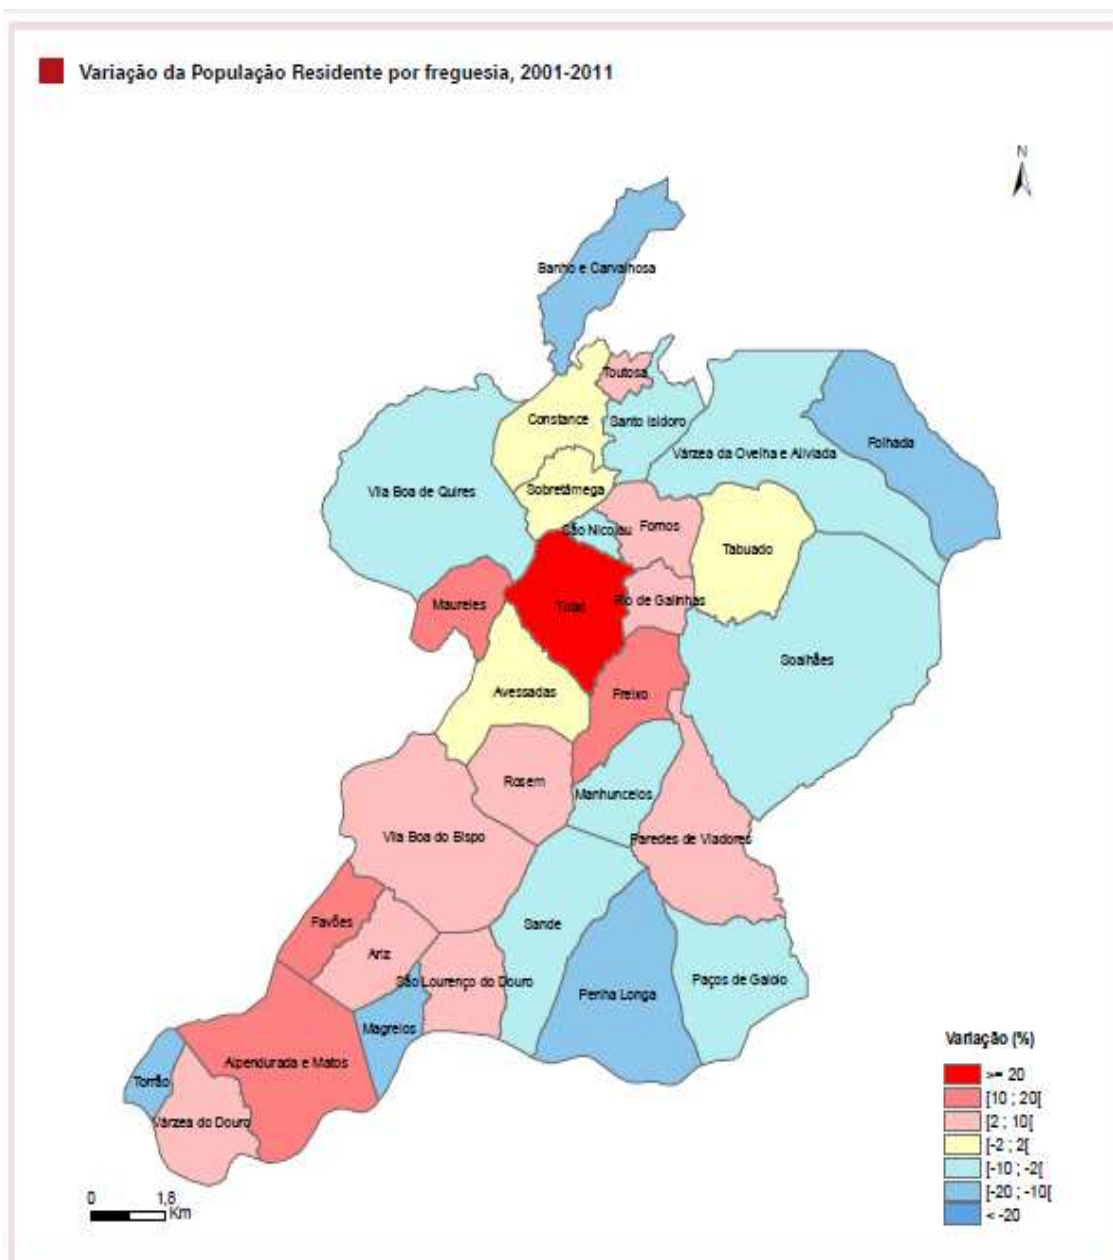 Variação da População Residente por freguesia, 2001-2011
N
Banho e Carvalhosa
Toutosa
Constance
Santo Isidoro
Folhada
Várzea da Ovelha e Aliviada
Vila Boa de Quires
Sobretâmega
São Nicolau
Fornos
Tabuado
Maureles
Tuias
Rio de Galinhas
Soalhães
Avessadas
Freixo
Rosem
Manhuncelos
Vila Boa do Bispo
Paredes de Viadores
Favões
Sande
Ariz
São Lourenço do Douro
Paços de Gaiolo
Penha Longa
Magrelos
Alpendurada e Matos
Torrão
Várzea do Douro
Variação (%)
>= 20
[10 ; 20[
[2 ; 10[
[-2 ; 2[
[-10 ; -2[
[-20 ; -10[
< -20
0 1,8
Km